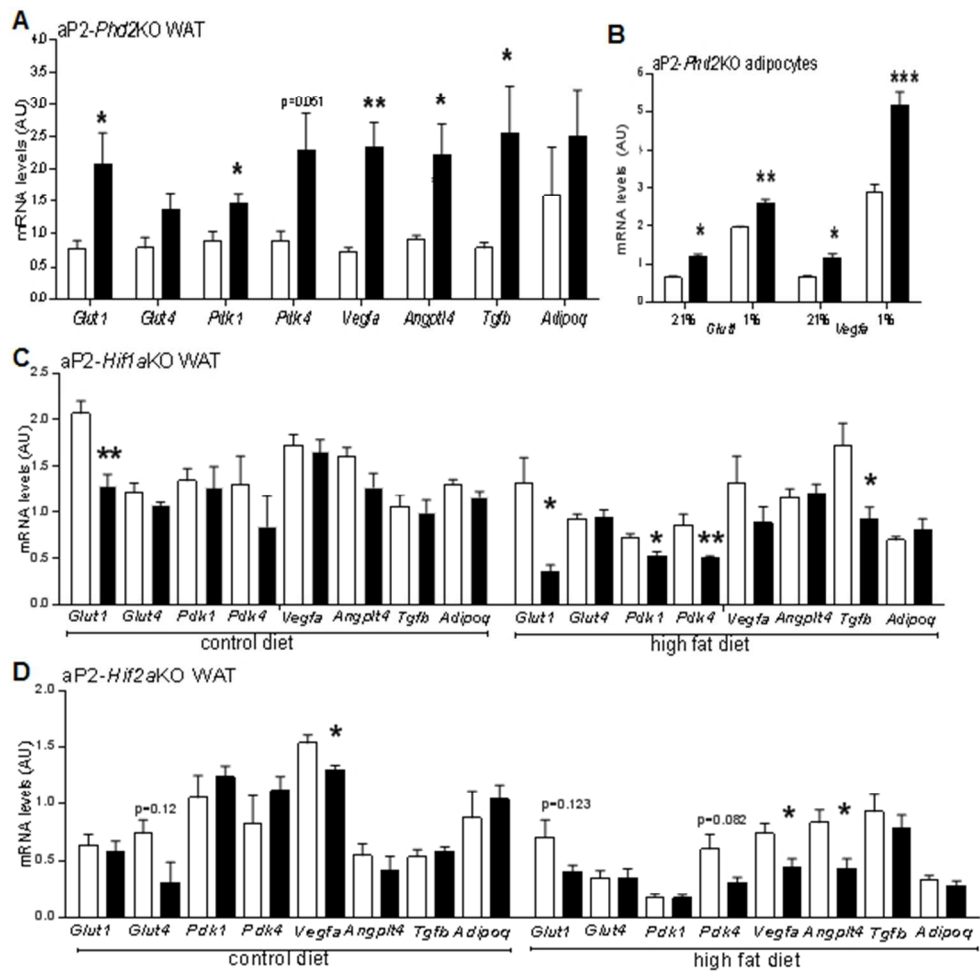 A
aP2-Phd2KO WAT
mRNA levels (AU)
4.0
3.5
3.0
2.5
2.0
1.5
1.0
0.5
0.0
*
*
p=0.051
**
*
*
Glut1 Glut4 Pdk1 Pdk4 Vegfa Angptl4 Tgfb Adipoq
B
aP2-Phd2KO adipocytes
mRNA levels (AU)
6
5
4
3
2
1
0
*
**
*
***
21% 1% 21% 1%
Glut1 Vegfa
C
aP2-Hif1aKO WAT
mRNA levels (AU)
2.5
2.0
1.5
1.0
0.5
0.0
**
*
*
**
*
Glut1 Glut4 Pdk1 Pdk4 Vegfa Angplt4 Tgfb Adipoq Glut1 Glut4 Pdk1 Pdk4 Vegfa Angplt4 Tgfb Adipoq
control diet high fat diet
D
aP2-Hif2aKO WAT
mRNA levels (AU)
2.0
1.5
1.0
0.5
0.0
p=0.12
*
p=0.123
p=0.082
*
*
Glut1 Glut4 Pdk1 Pdk4 Vegfa Angplt4 Tgfb Adipoq Glut1 Glut4 Pdk1 Pdk4 Vegfa Angplt4 Tgfb Adipoq
control diet high fat diet